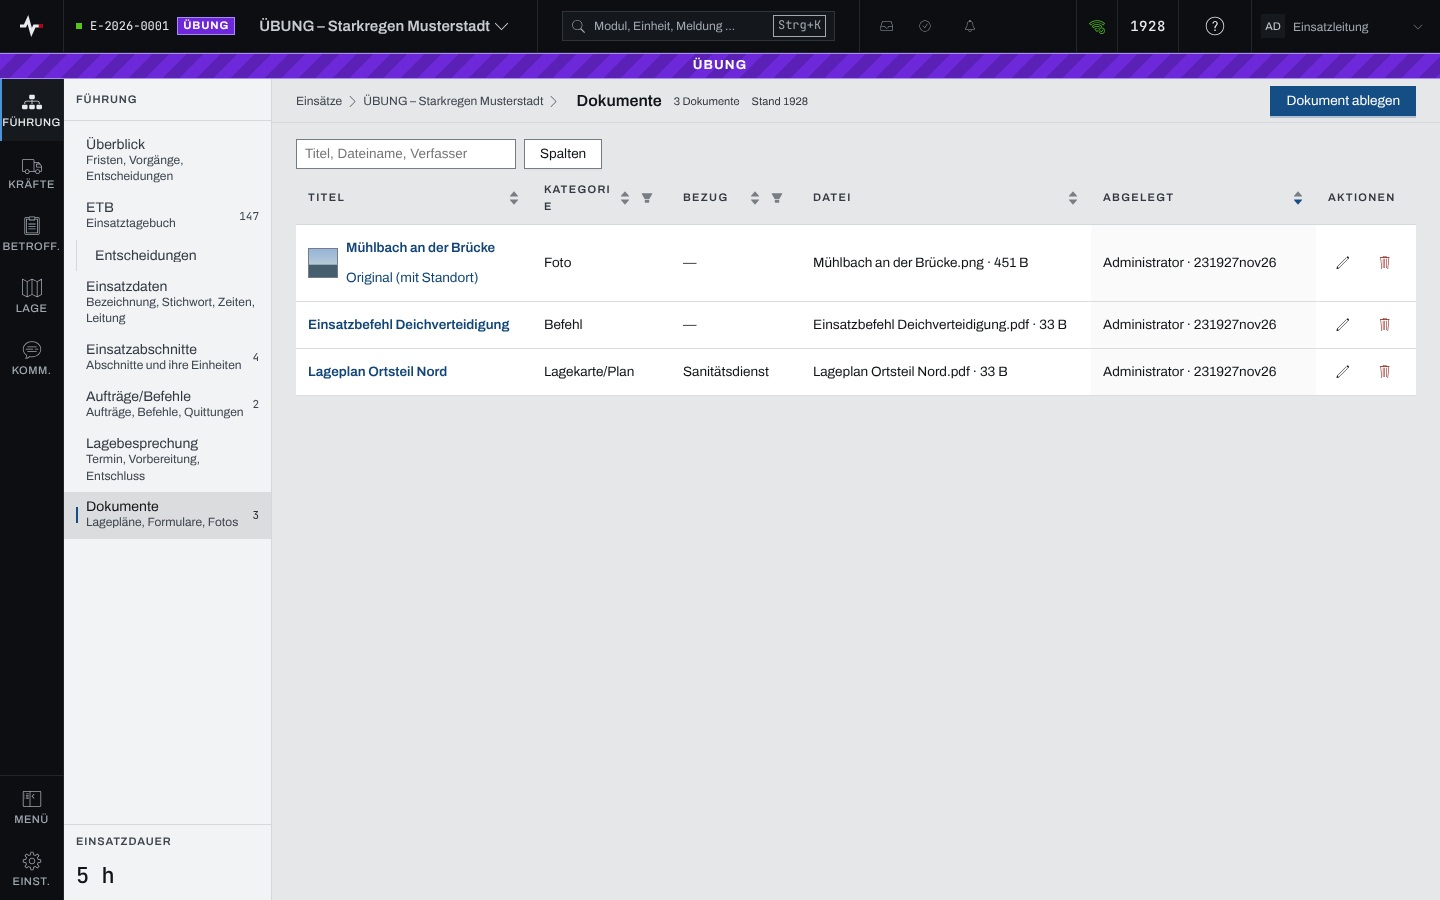 E-2026-0001 ÜBUNG ÜBUNG – Starkregen Musterstadt Modul, Einheit, Meldung ... Strg+K 1928 ? AD Einsatzleitung
ÜBUNG
FÜHRUNG
KRÄFTE
BETROFF.
LAGE
KOMM.
MENÜ
EINST.
FÜHRUNG
Überblick
Fristen, Vorgänge,
Entscheidungen
ETB
Einsatztagebuch
147
Entscheidungen
Einsatzdaten
Bezeichnung, Stichwort, Zeiten,
Leitung
Einsatzabschnitte
Abschnitte und ihre Einheiten
4
Aufträge/Befehle
Aufträge, Befehle, Quittungen
2
Lagebesprechung
Termin, Vorbereitung,
Entschluss
Dokumente
Lagepläne, Formulare, Fotos
3
EINSATZDAUER
5 h
Einsätze ÜBUNG – Starkregen Musterstadt Dokumente 3 Dokumente Stand 1928 Dokument ablegen
Titel, Dateiname, Verfasser Spalten
TITEL KATEGORI
E BEZUG DATEI ABGELEGT AKTIONEN
Mühlbach an der Brücke
Original (mit Standort)
Foto — Mühlbach an der Brücke.png · 451 B Administrator · 231927nov26
Einsatzbefehl Deichverteidigung Befehl — Einsatzbefehl Deichverteidigung.pdf · 33 B Administrator · 231927nov26
Lageplan Ortsteil Nord Lagekarte/Plan Sanitätsdienst Lageplan Ortsteil Nord.pdf · 33 B Administrator · 231927nov26